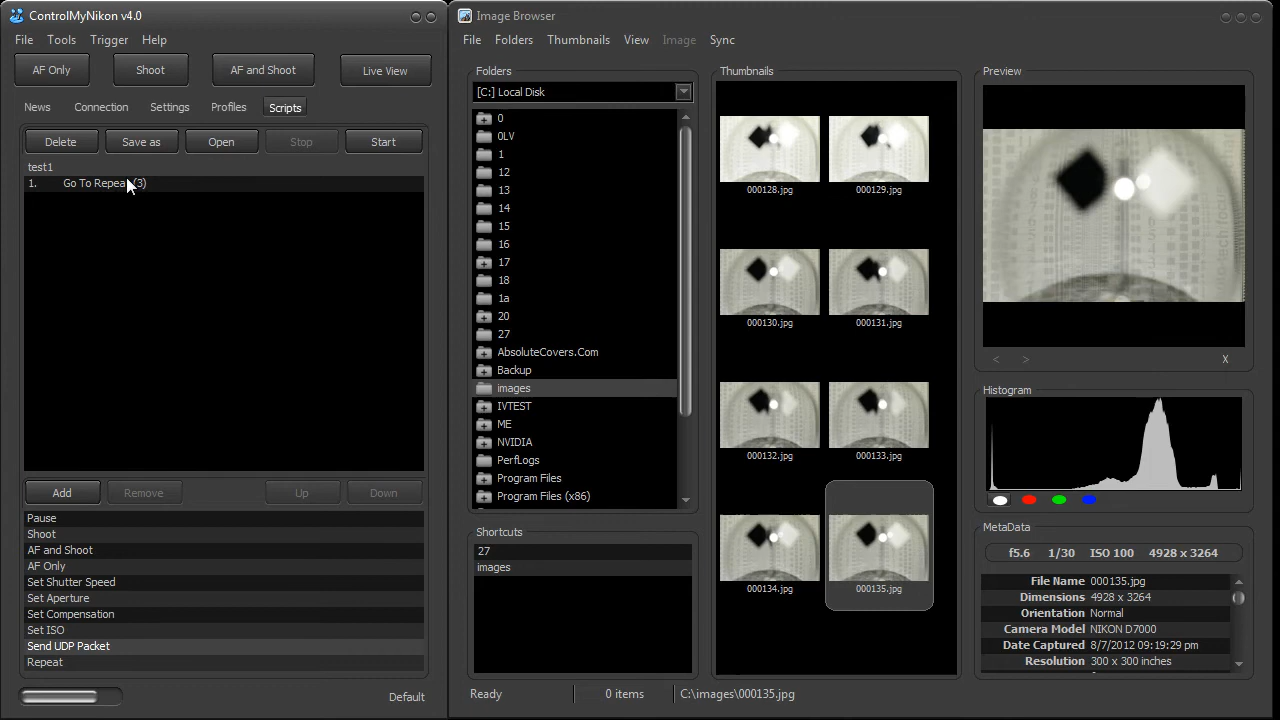 ControlMyNikon v4.0
File Tools Trigger Help
AF Only Shoot AF and Shoot Live View
News Connection Settings Profiles Scripts
Delete Save as Open Stop Start
test1
1. Go To Repeat (3)
Add Remove Up Down
Pause
Shoot
AF and Shoot
AF Only
Set Shutter Speed
Set Aperture
Set Compensation
Set ISO
Send UDP Packet
Repeat
Default
Image Browser
File Folders Thumbnails View Image Sync
Folders
[C:] Local Disk
0
0LV
1
12
13
14
15
16
17
18
1a
20
27
AbsoluteCovers.Com
Backup
images
IVTEST
ME
NVIDIA
PerfLogs
Program Files
Program Files (x86)
Shortcuts
27
images
Thumbnails
000128.jpg 000129.jpg
000130.jpg 000131.jpg
000132.jpg 000133.jpg
000134.jpg 000135.jpg
Preview
< > X
Histogram
MetaData
f5.6 1/30 ISO 100 4928 x 3264
File Name 000135.jpg
Dimensions 4928 x 3264
Orientation Normal
Camera Model NIKON D7000
Date Captured 8/7/2012 09:19:29 pm
Resolution 300 x 300 inches
Ready 0 items C:\images\000135.jpg